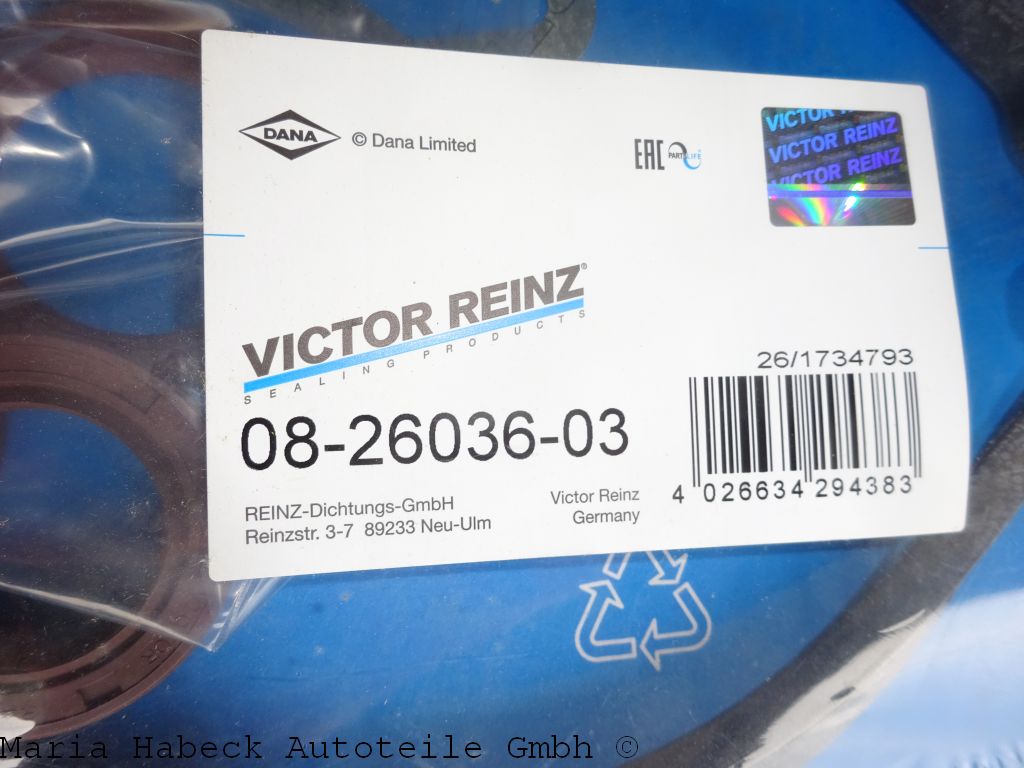 DANA
© Dana Limited
EAC
PARTSLIFE®
VICTOR REINZ
VICTOR REINZ
VICTOR REINZ
VICTOR REINZ®
SEALING PRODUCTS
26/1734793
08-26036-03
4 026634 294383
REINZ-Dichtungs-GmbH
Reinzstr. 3-7 89233 Neu-Ulm
Victor Reinz
Germany
Maria Habeck Autoteile Gmbh ©